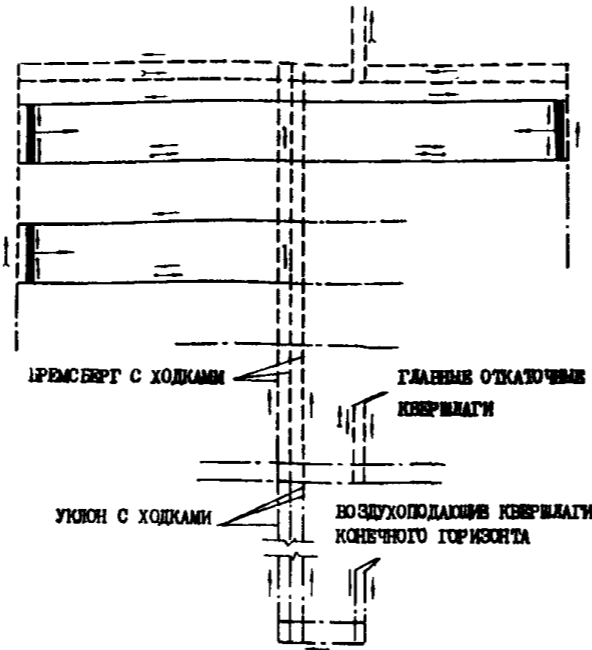 БРЕМСБЕРГ С ХОДКАМИ
ГЛАВНЫЕ ОТКАТОЧНЫЕ
КВЕРШЛАГИ
УКЛОН С ХОДКАМИ
ВОЗДУХОПОДАЮЩИЕ КВЕРШЛАГИ
КОНЕЧНОГО ГОРИЗОНТА